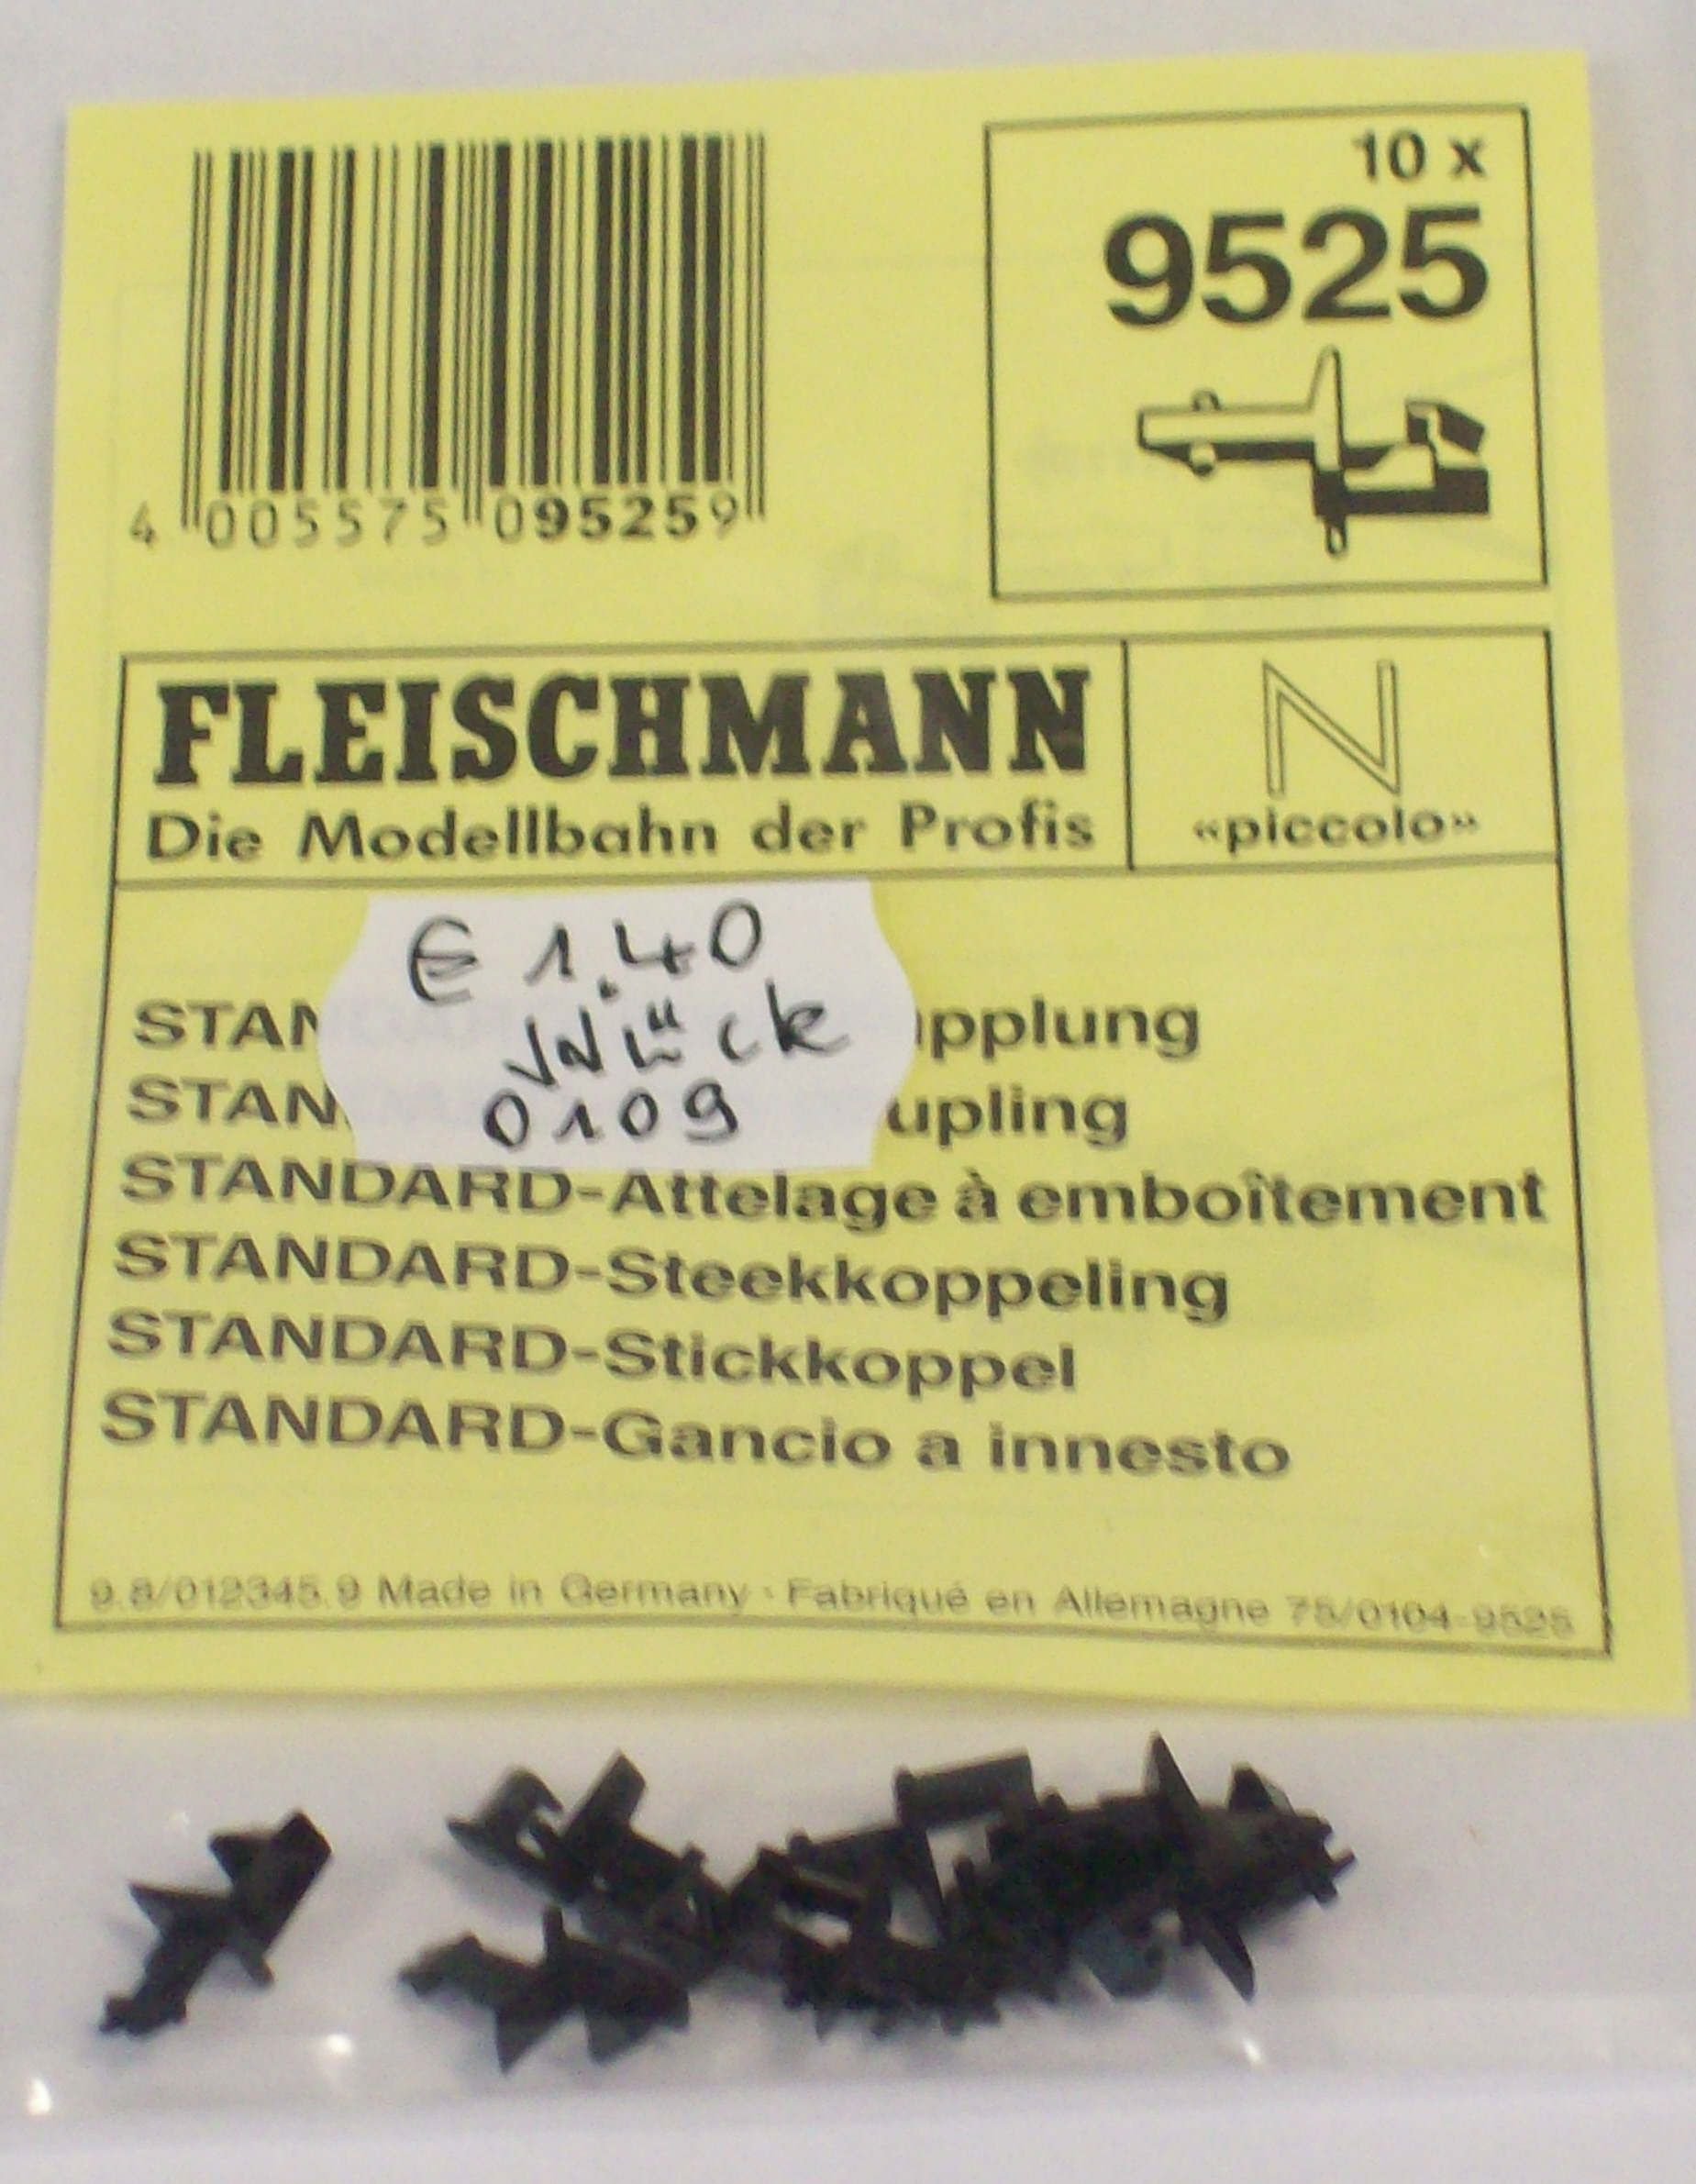 10 x
9525
4 005575 095259
FLEISCHMANN
Die Modellbahn der Profis
N
«piccolo»
€ 1.40
0109
STAN pplung
STAN upling
STANDARD-Attelage à emboîtement
STANDARD-Steekkoppeling
STANDARD-Stickkoppel
STANDARD-Gancio a innesto
9.8/012345.9 Made in Germany · Fabriqué en Allemagne 75/0104-9525